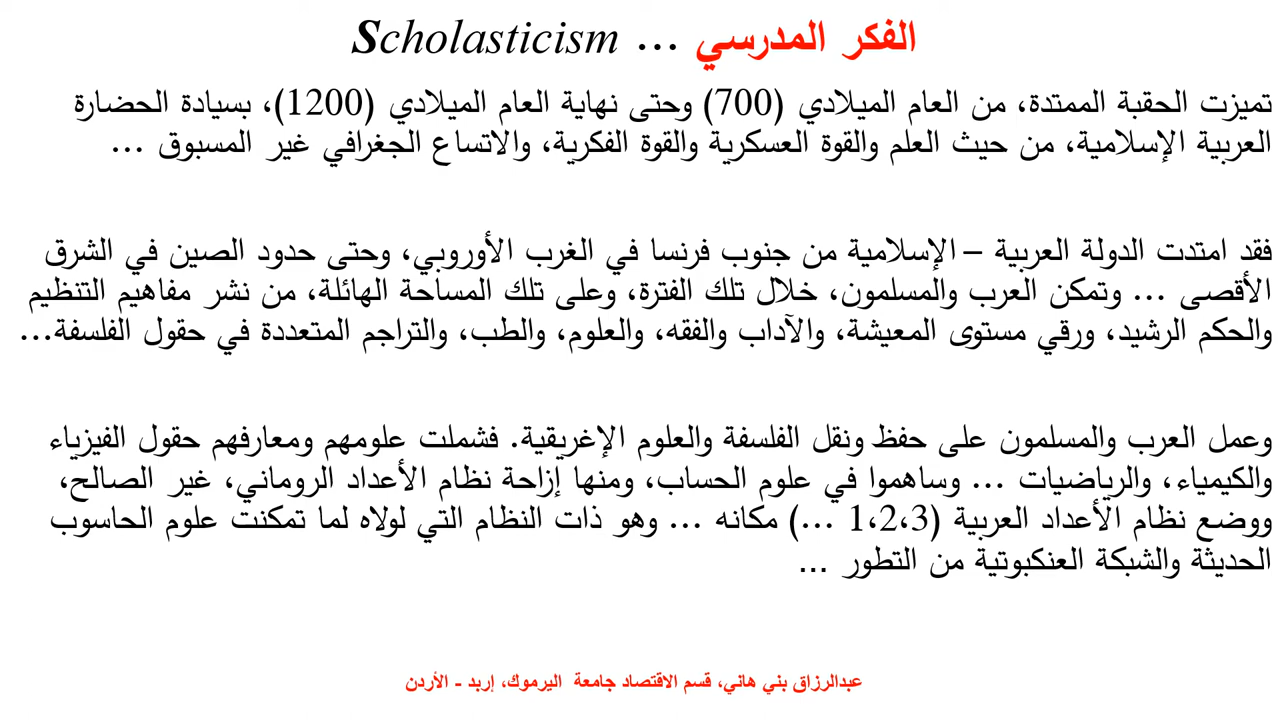 الفكر المدرسي ... Scholasticism
تميزت الحقبة الممتدة، من العام الميلادي (700) وحتى نهاية العام الميلادي (1200)، بسيادة الحضارة
العربية الإسلامية، من حيث العلم والقوة العسكرية والقوة الفكرية، والاتساع الجغرافي غير المسبوق ...
فقد امتدت الدولة العربية – الإسلامية من جنوب فرنسا في الغرب الأوروبي، وحتى حدود الصين في الشرق
الأقصى ... وتمكن العرب والمسلمون، خلال تلك الفترة، وعلى تلك المساحة الهائلة، من نشر مفاهيم التنظيم
والحكم الرشيد، ورقي مستوى المعيشة، والآداب والفقه، والعلوم، والطب، والتراجم المتعددة في حقول الفلسفة...
وعمل العرب والمسلمون على حفظ ونقل الفلسفة والعلوم الإغريقية. فشملت علومهم ومعارفهم حقول الفيزياء
والكيمياء، والرياضيات ... وساهموا في علوم الحساب، ومنها إزاحة نظام الأعداد الروماني، غير الصالح،
ووضع نظام الأعداد العربية (1،2،3 ...) مكانه ... وهو ذات النظام التي لولاه لما تمكنت علوم الحاسوب
الحديثة والشبكة العنكبوتية من التطور ...
عبدالرزاق بني هاني، قسم الاقتصاد جامعة اليرموك، إربد - الأردن